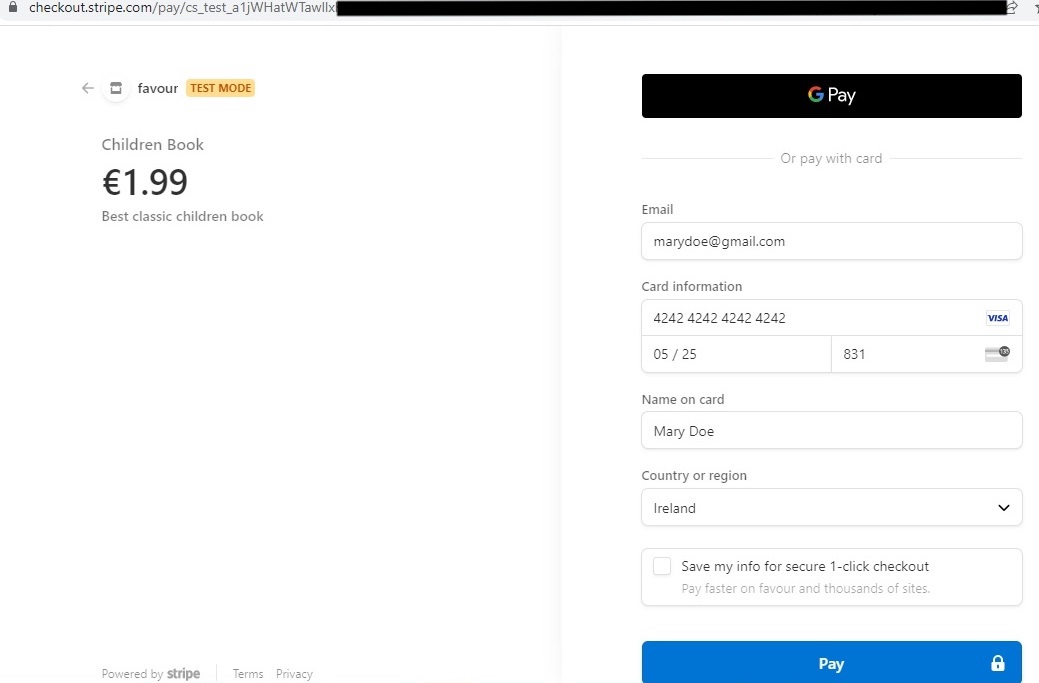 checkout.stripe.com/pay/cs_test_a1jWHatWTawIlx
favour TEST MODE
Children Book
€1.99
Best classic children book
Powered by stripe Terms Privacy
G Pay
Or pay with card
Email
marydoe@gmail.com
Card information
4242 4242 4242 4242 VISA
05 / 25 831 135
Name on card
Mary Doe
Country or region
Ireland
Save my info for secure 1-click checkout
Pay faster on favour and thousands of sites.
Pay